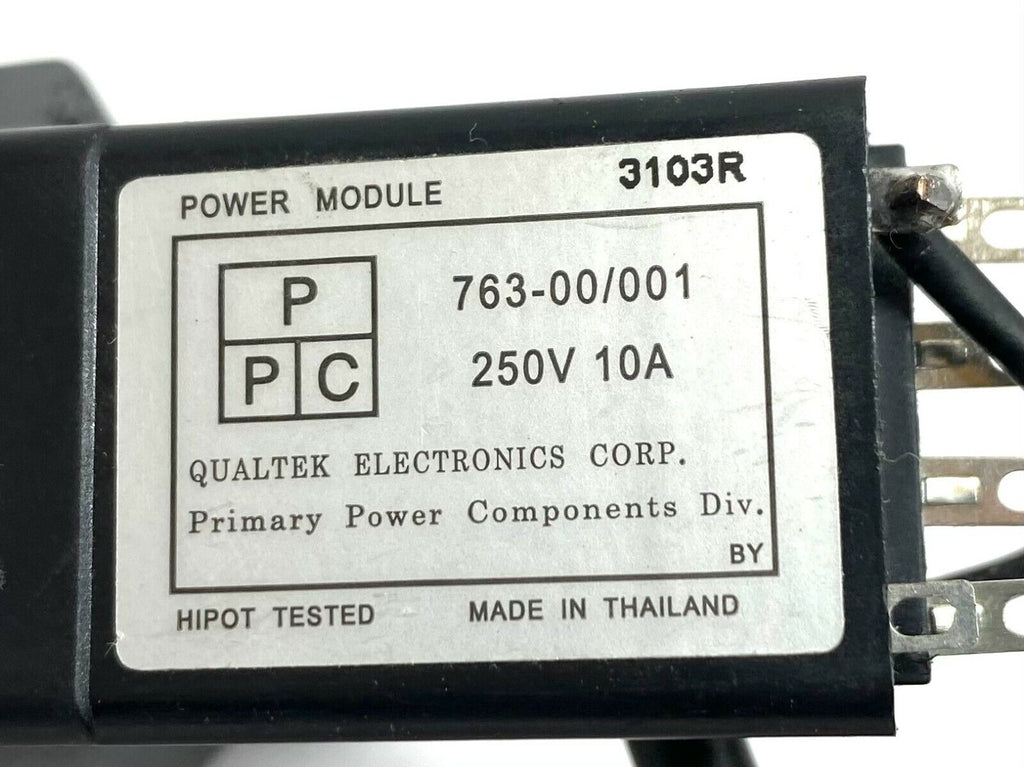 POWER MODULE 3103R
P
P C
763-00/001
250V 10A
QUALTEK ELECTRONICS CORP.
Primary Power Components Div.
BY
HIPOT TESTED MADE IN THAILAND